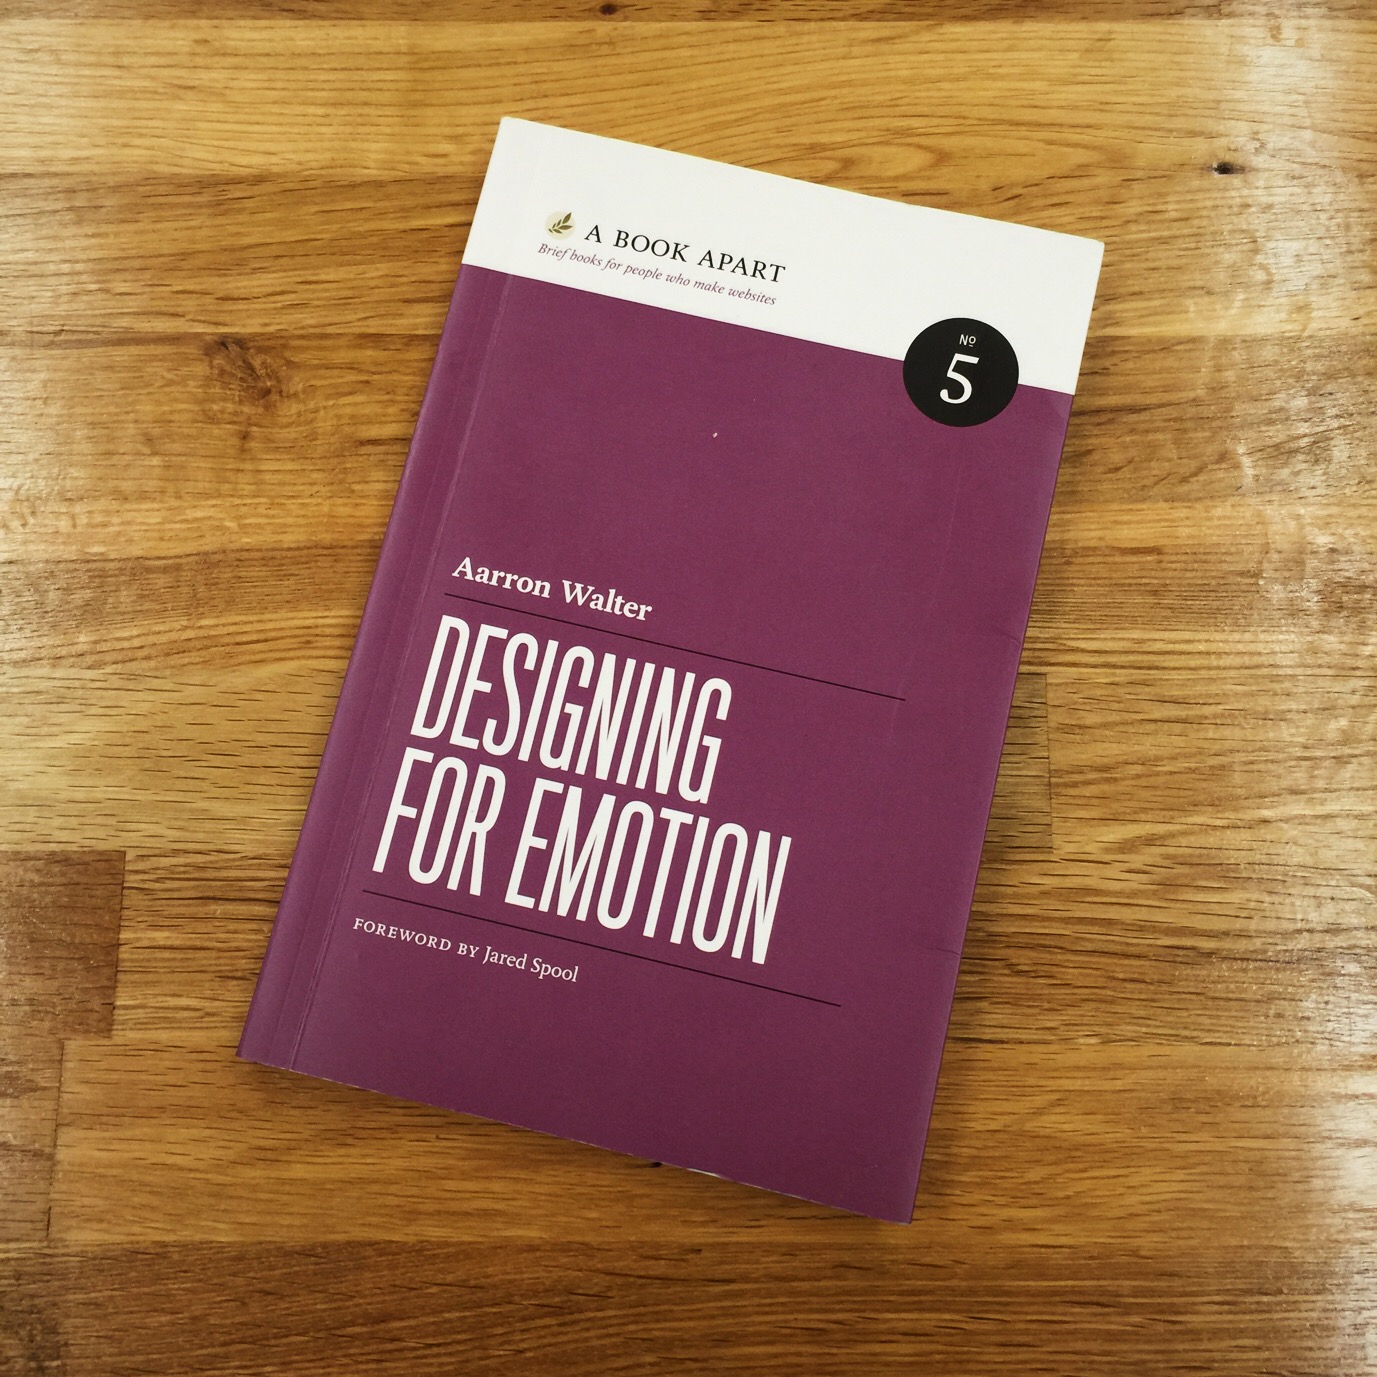 A BOOK APART
Brief books for people who make websites
Nº
5
Aarron Walter
DESIGNING
FOR EMOTION
FOREWORD BY Jared Spool